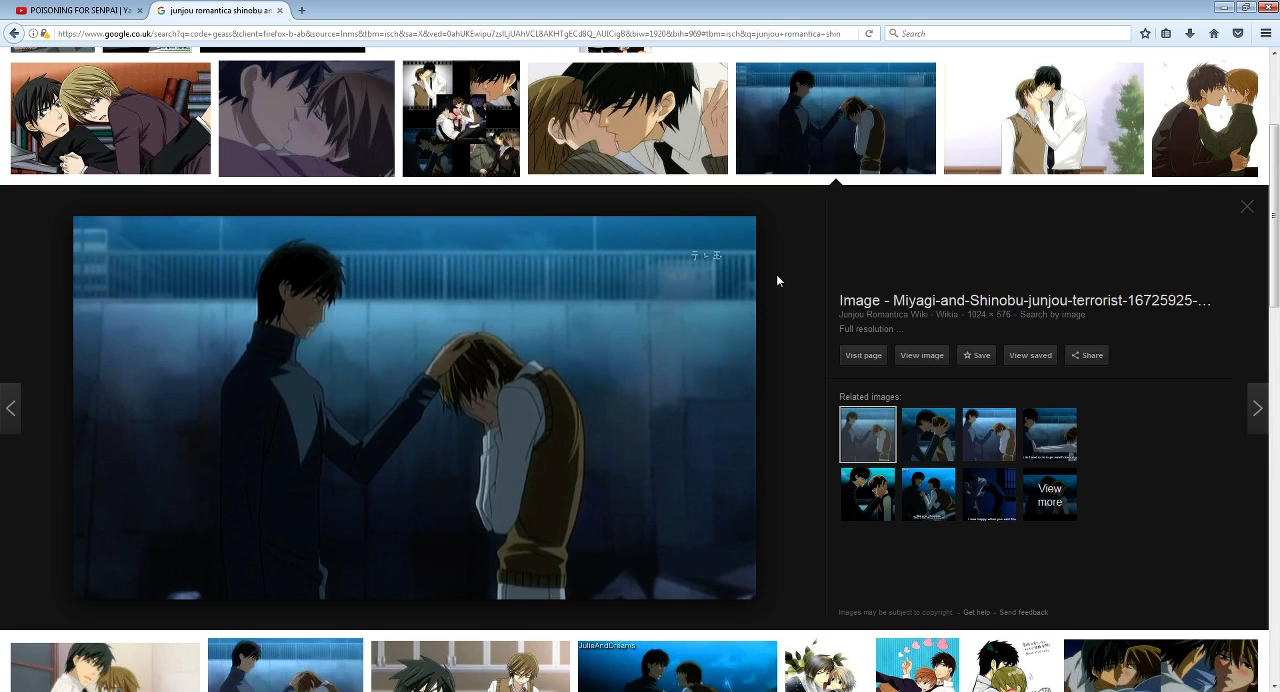 POISONING FOR SENPAI | Ya
junjou romantica shinobu an
https://www.google.co.uk/search?q=code+geass&client=firefox-b-ab&source=lnms&tbm=isch&sa=X&ved=0ahUKEwipu7zslLjUAhVCL8AKHTgECd8Q_AUICigB&biw=1920&bih=969#tbm=isch&q=junjou+romantica+shin
Search
テレ玉
Image - Miyagi-and-Shinobu-junjou-terrorist-16725925-...
Junjou Romantica Wiki - Wikia - 1024 × 576 - Search by image
Full resolution ...
Visit page
View image
Save
View saved
Share
Related images:
View
more
Images may be subject to copyright. - Get help - Send feedback
JulieAndDreams